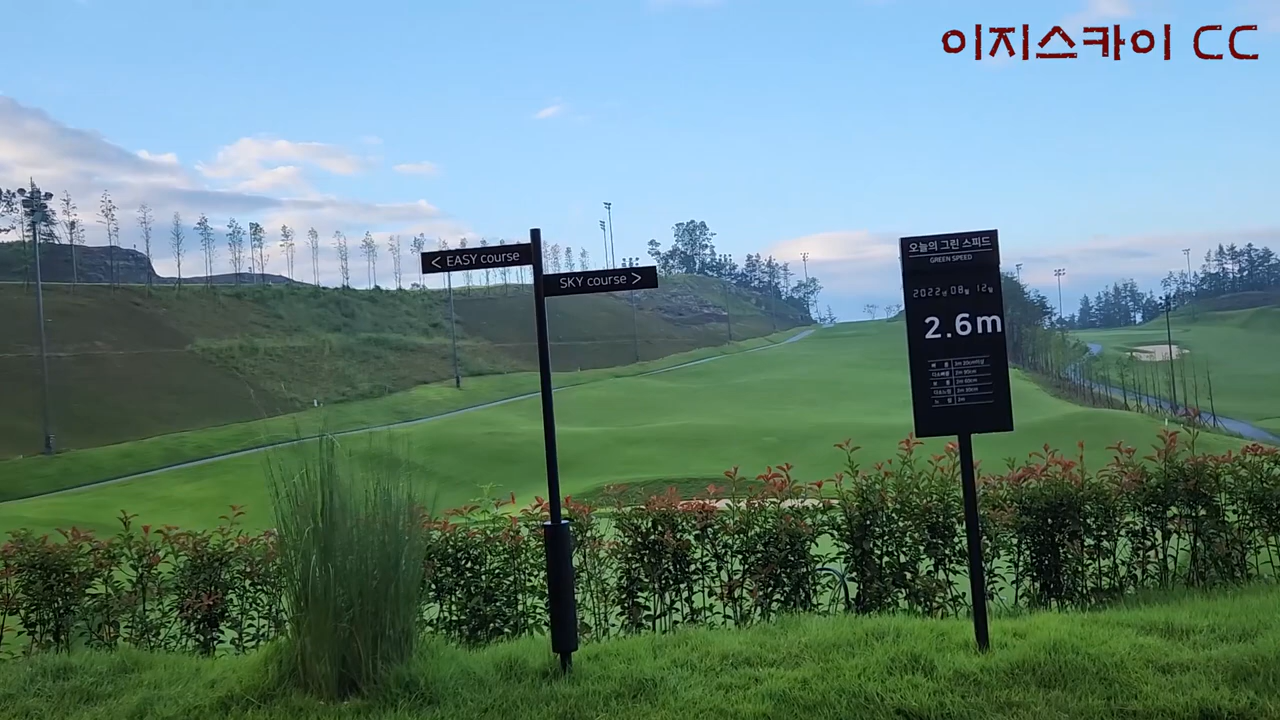 이지스카이 CC
< EASY course
SKY course >
오늘의 그린 스피드
GREEN SPEED
2022년 08월 12일
2.6m